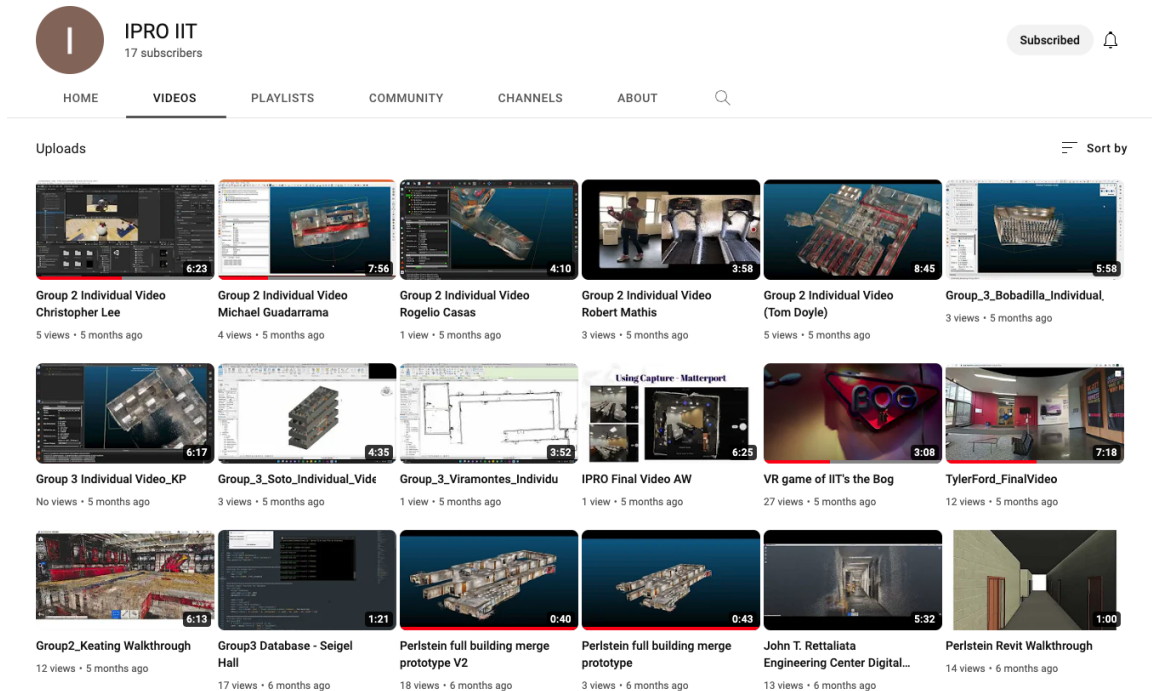 I
IPRO IIT
17 subscribers
Subscribed
HOME
VIDEOS
PLAYLISTS
COMMUNITY
CHANNELS
ABOUT
Uploads
Sort by
6:23
7:56
4:10
3:58
8:45
5:58
Group 2 Individual Video
Christopher Lee
5 views • 5 months ago
Group 2 Individual Video
Michael Guadarrama
4 views • 5 months ago
Group 2 Individual Video
Rogelio Casas
1 view • 5 months ago
Group 2 Individual Video
Robert Mathis
3 views • 5 months ago
Group 2 Individual Video
(Tom Doyle)
5 views • 5 months ago
Group_3_Bobadilla_Individual_
3 views • 5 months ago
6:17
4:35
3:52
Using Capture - Matterport
6:25
BOG
3:08
7:18
Group 3 Individual Video_KP
No views • 5 months ago
Group_3_Soto_Individual_Vide
3 views • 5 months ago
Group_3_Viramontes_Individu
1 view • 5 months ago
IPRO Final Video AW
1 view • 5 months ago
VR game of IIT's the Bog
27 views • 5 months ago
TylerFord_FinalVideo
12 views • 5 months ago
6:13
1:21
0:40
0:43
5:32
1:00
Group2_Keating Walkthrough
12 views • 5 months ago
Group3 Database - Seigel
Hall
17 views • 6 months ago
Perlstein full building merge
prototype V2
18 views • 6 months ago
Perlstein full building merge
prototype
3 views • 6 months ago
John T. Rettaliata
Engineering Center Digital...
13 views • 6 months ago
Perlstein Revit Walkthrough
14 views • 6 months ago